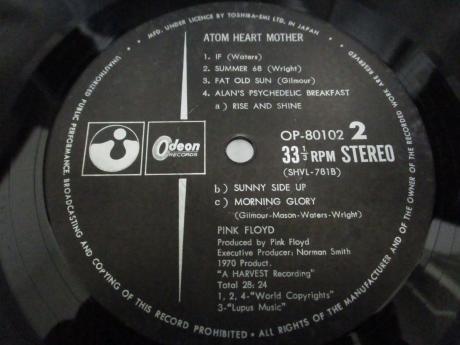 MFD. UNDER LICENCE BY TOSHIBA-EMI LTD. IN JAPAN
UNAUTHORIZED PUBLIC PERFORMANCE BROADCASTING AND COPYING OF THIS RECORD PROHIBITED • ALL RIGHTS OF THE MANUFACTURER AND OF THE OWNER OF THE RECORDED WORK ARE RESERVED
ATOM HEART MOTHER
1. IF (Waters)
2. SUMMER 68 (Wright)
3. FAT OLD SUN (Gilmour)
4. ALAN'S PSYCHEDELIC BREAKFAST
a) RISE AND SHINE
Odeon
RECORDS
OP-80102 2
33 1/3 RPM STEREO
(SHVL-781B)
b) SUNNY SIDE UP
c) MORNING GLORY
(Gilmour-Mason-Waters-Wright)
PINK FLOYD
Produced by Pink Floyd
Executive Producer: Norman Smith
1970 Product.
"A HARVEST Recording"
Total 28:24
1, 2, 4-"World Copyrights"
3-"Lupus Music"